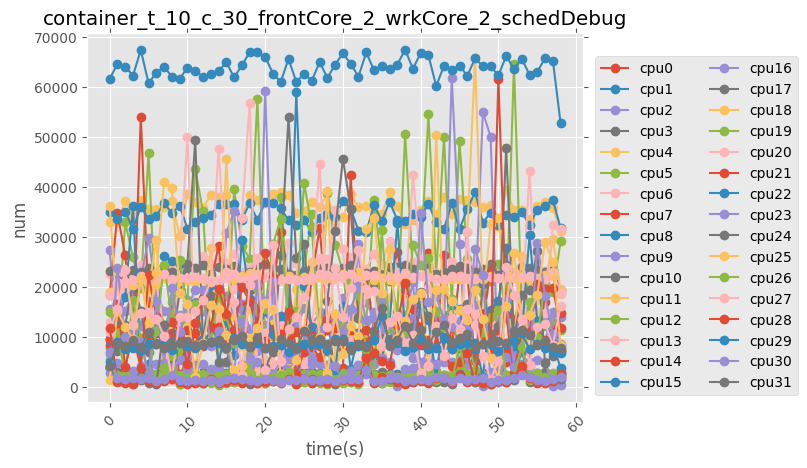 container_t_10_c_30_frontCore_2_wrkCore_2_schedDebug
70000
60000
50000
40000
30000
20000
10000
0
num
0
10
20
30
40
50
60
time(s)
cpu0
cpu1
cpu2
cpu3
cpu4
cpu5
cpu6
cpu7
cpu8
cpu9
cpu10
cpu11
cpu12
cpu13
cpu14
cpu15
cpu16
cpu17
cpu18
cpu19
cpu20
cpu21
cpu22
cpu23
cpu24
cpu25
cpu26
cpu27
cpu28
cpu29
cpu30
cpu31